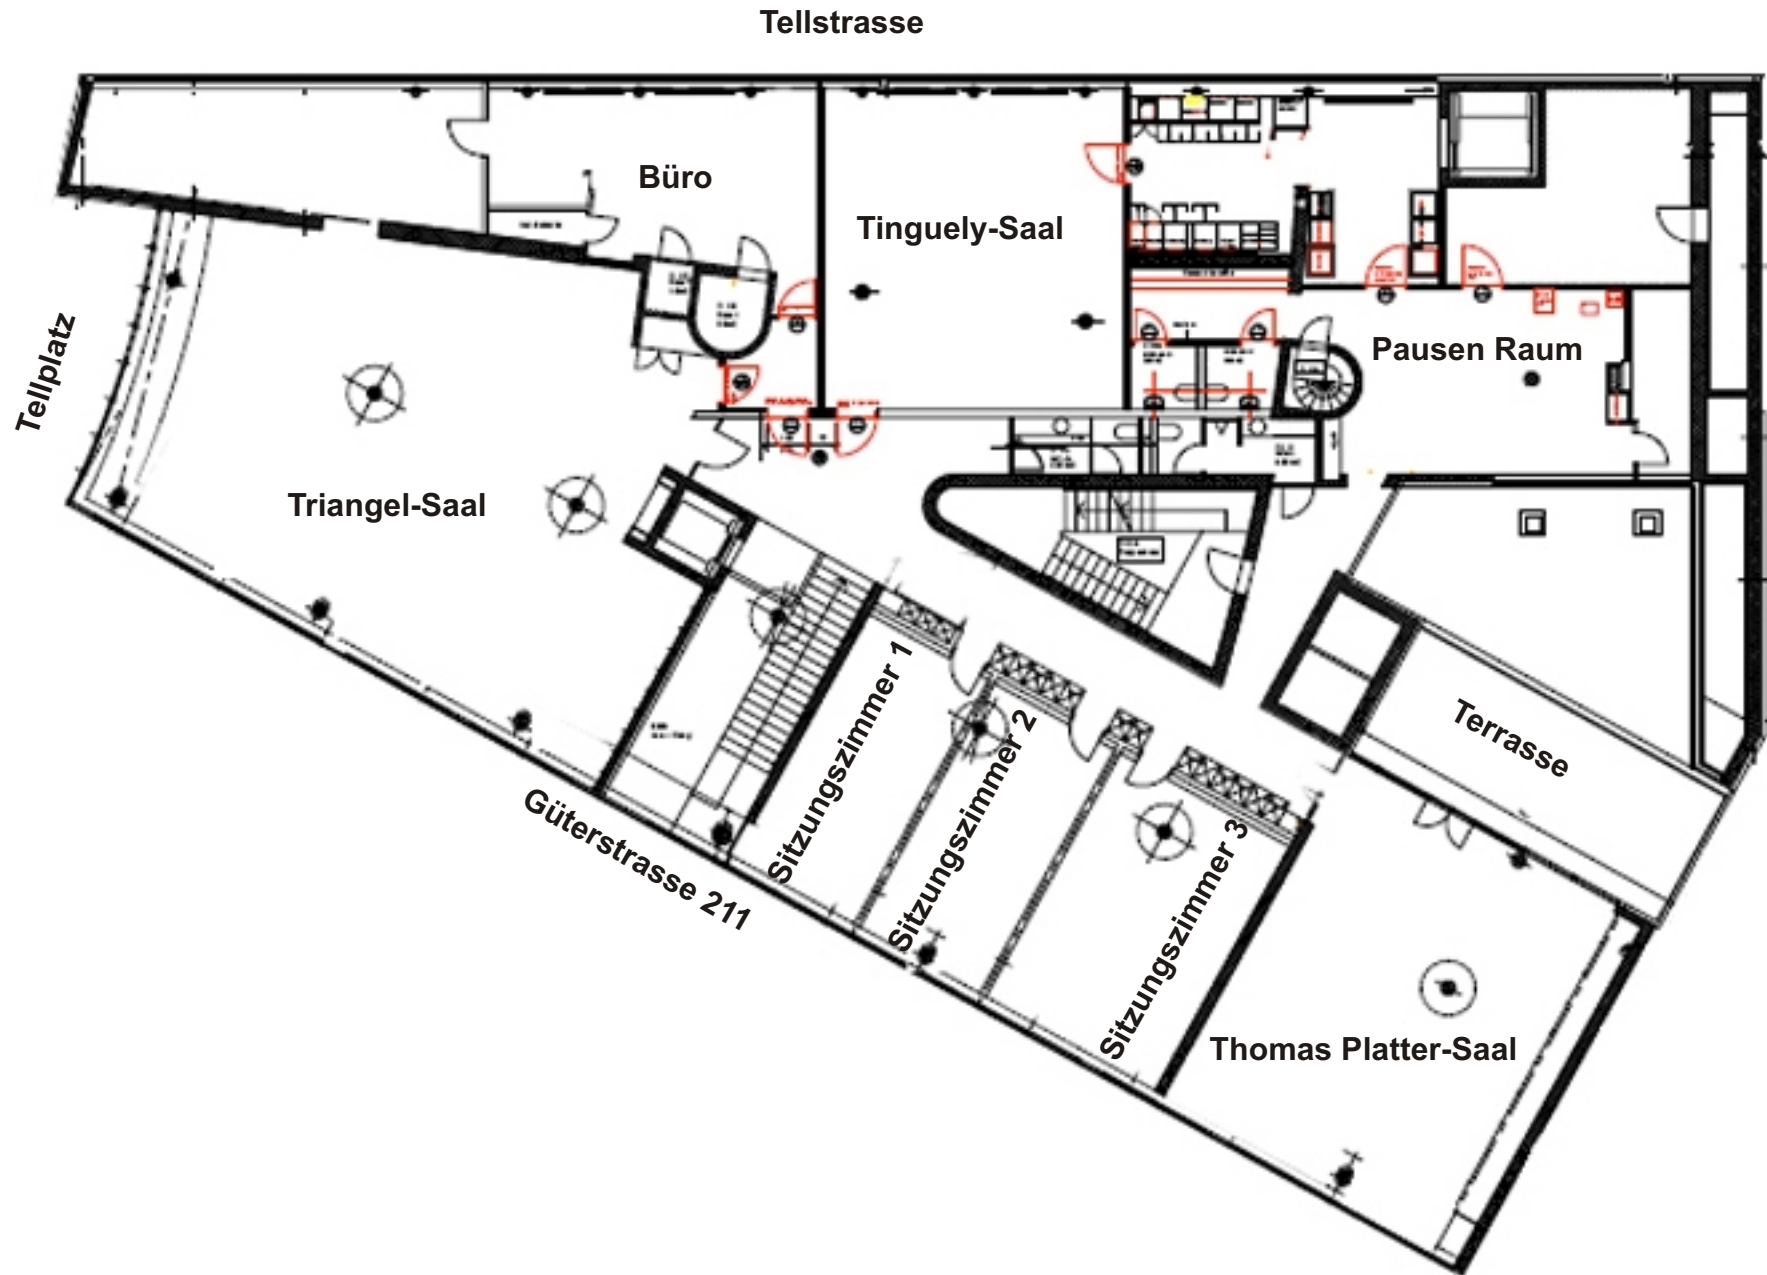 Tellstrasse
Büro
Tinguely-Saal
Pausen Raum
Tellplatz
Triangel-Saal
Sitzungszimmer 1
Sitzungszimmer 2
Sitzungszimmer 3
Terrasse
Güterstrasse 211
Thomas Platter-Saal